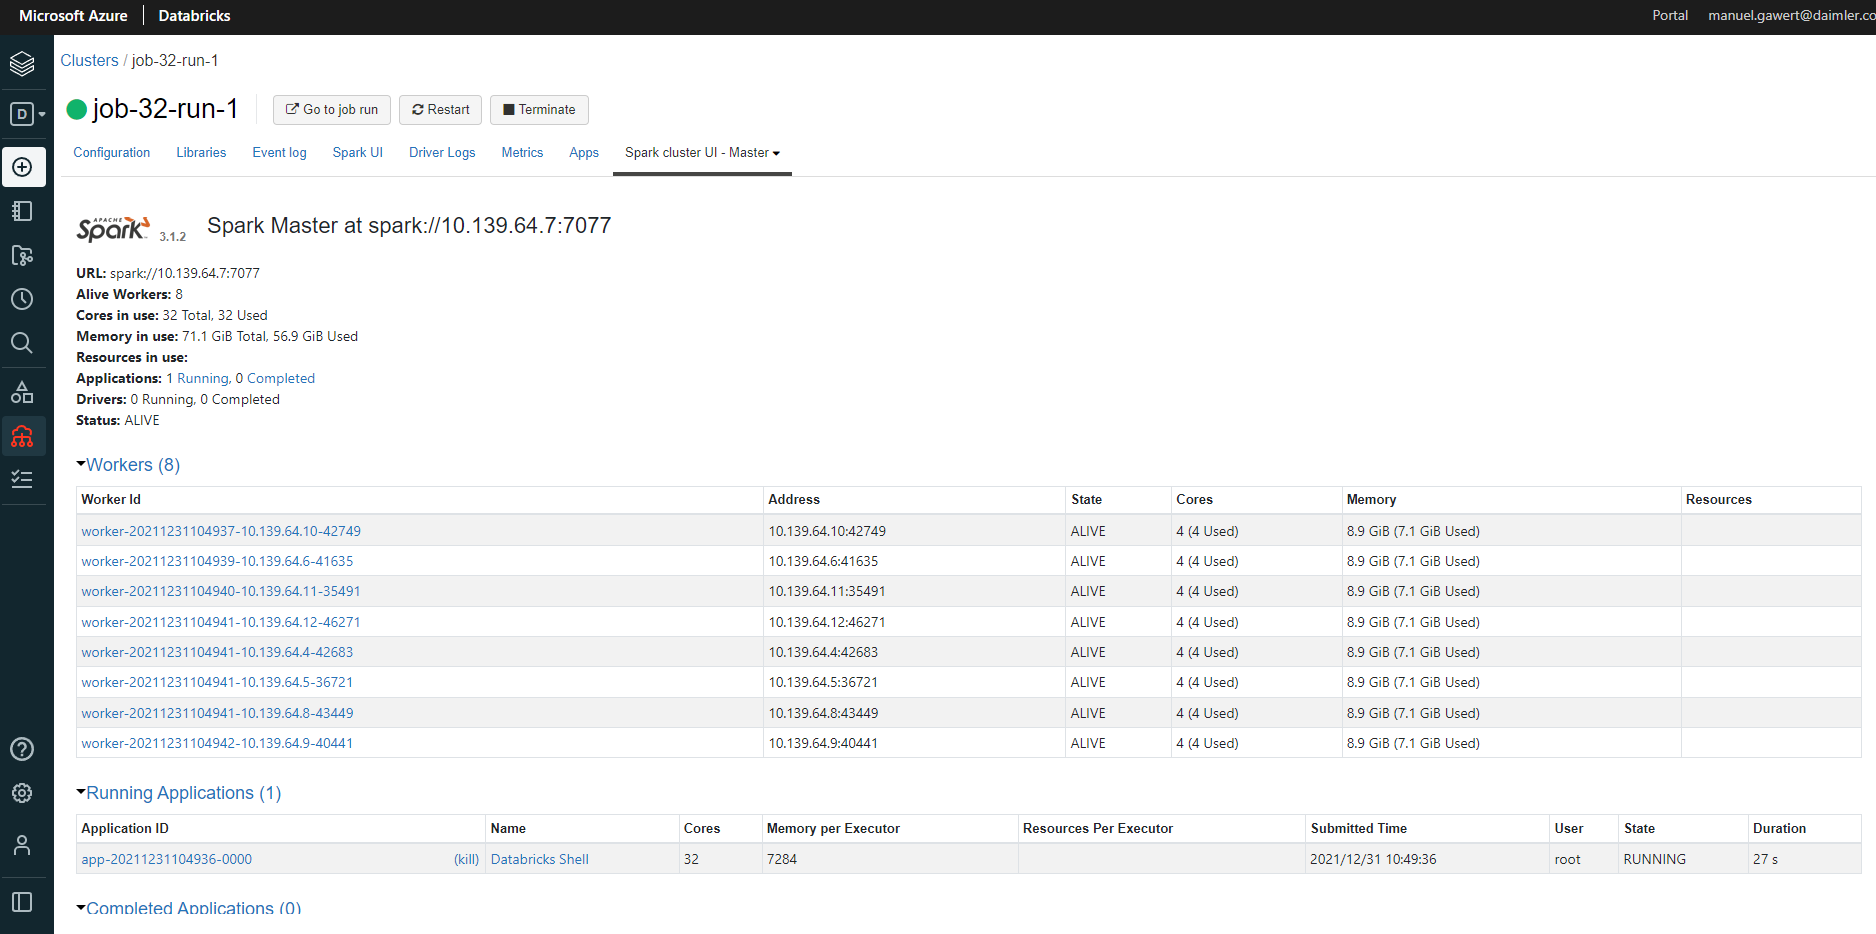 Microsoft Azure Databricks Portal manuel.gawert@daimler.co
Clusters / job-32-run-1
D
job-32-run-1 Go to job run Restart Terminate
Configuration Libraries Event log Spark UI Driver Logs Metrics Apps Spark cluster UI - Master
APACHE Spark 3.1.2 Spark Master at spark://10.139.64.7:7077
URL: spark://10.139.64.7:7077
Alive Workers: 8
Cores in use: 32 Total, 32 Used
Memory in use: 71.1 GiB Total, 56.9 GiB Used
Resources in use:
Applications: 1 Running, 0 Completed
Drivers: 0 Running, 0 Completed
Status: ALIVE
Workers (8)
Worker Id Address State Cores Memory Resources
worker-20211231104937-10.139.64.10-42749 10.139.64.10:42749 ALIVE 4 (4 Used) 8.9 GiB (7.1 GiB Used)
worker-20211231104939-10.139.64.6-41635 10.139.64.6:41635 ALIVE 4 (4 Used) 8.9 GiB (7.1 GiB Used)
worker-20211231104940-10.139.64.11-35491 10.139.64.11:35491 ALIVE 4 (4 Used) 8.9 GiB (7.1 GiB Used)
worker-20211231104941-10.139.64.12-46271 10.139.64.12:46271 ALIVE 4 (4 Used) 8.9 GiB (7.1 GiB Used)
worker-20211231104941-10.139.64.4-42683 10.139.64.4:42683 ALIVE 4 (4 Used) 8.9 GiB (7.1 GiB Used)
worker-20211231104941-10.139.64.5-36721 10.139.64.5:36721 ALIVE 4 (4 Used) 8.9 GiB (7.1 GiB Used)
worker-20211231104941-10.139.64.8-43449 10.139.64.8:43449 ALIVE 4 (4 Used) 8.9 GiB (7.1 GiB Used)
worker-20211231104942-10.139.64.9-40441 10.139.64.9:40441 ALIVE 4 (4 Used) 8.9 GiB (7.1 GiB Used)
Running Applications (1)
Application ID Name Cores Memory per Executor Resources Per Executor Submitted Time User State Duration
app-20211231104936-0000 (kill) Databricks Shell 32 7284 2021/12/31 10:49:36 root RUNNING 27 s
Completed Applications (0)